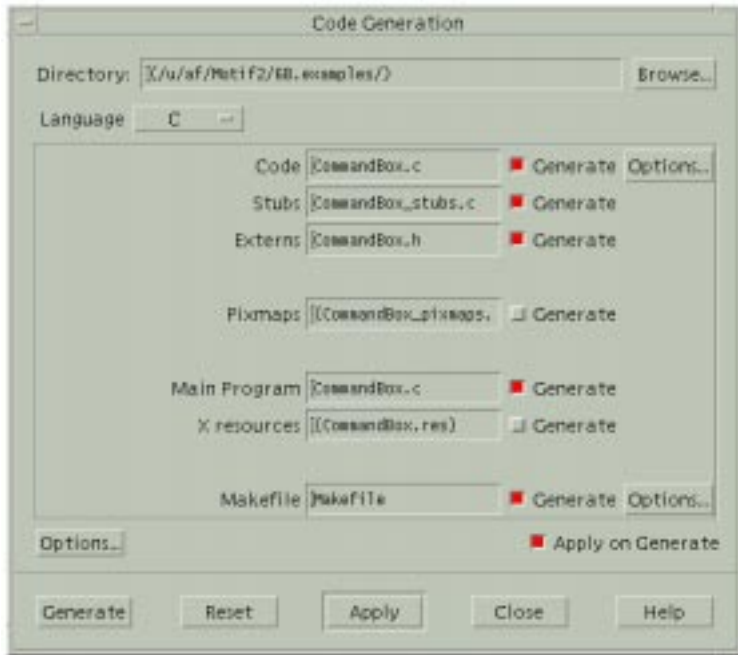 Code Generation
Directory: (/u/af/Motif2/GB.examples/) Browse...
Language C
Code CommandBox.c Generate Options...
Stubs CommandBox_stubs.c Generate
Externs CommandBox.h Generate
Pixmaps (CommandBox_pixmaps. Generate
Main Program CommandBox.c Generate
X resources (CommandBox.res) Generate
Makefile Makefile Generate Options...
Options... Apply on Generate
Generate Reset Apply Close Help